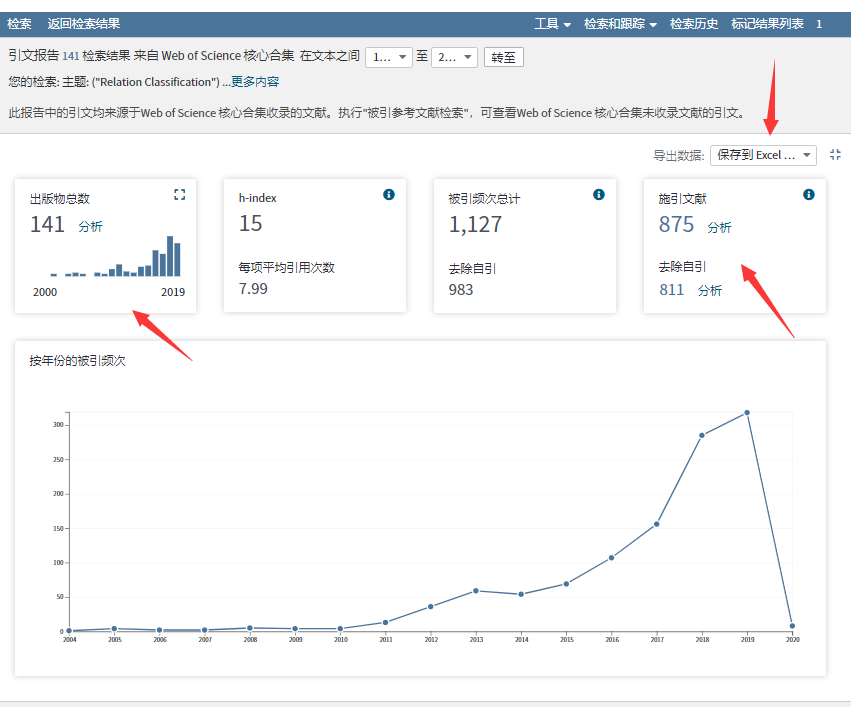 检索 返回检索结果 工具 检索和跟踪 检索历史 标记结果列表 1
引文报告 141 检索结果 来自 Web of Science 核心合集 在文本之间 1... 至 2... 转至
您的检索: 主题: ("Relation Classification") ...更多内容
此报告中的引文均来源于Web of Science 核心合集收录的文献。执行"被引参考文献检索"，可查看Web of Science 核心合集未收录文献的引文。
导出数据: 保存到 Excel ...
出版物总数
141 分析
2000 2019
h-index
15
每项平均引用次数
7.99
被引频次总计
1,127
去除自引
983
施引文献
875 分析
去除自引
811 分析
按年份的被引频次
300
250
200
150
100
50
0
2004 2005 2006 2007 2008 2009 2010 2011 2012 2013 2014 2015 2016 2017 2018 2019 2020